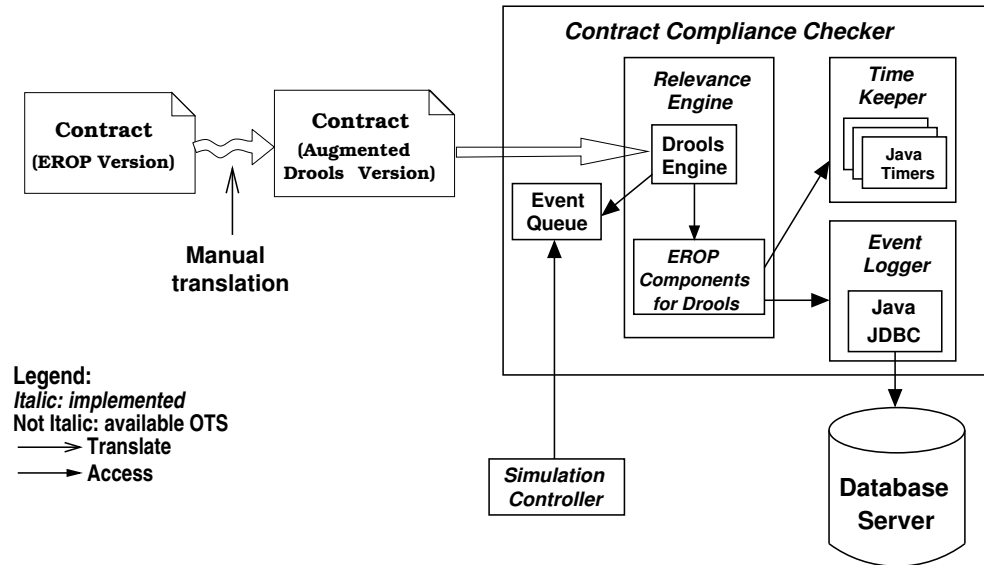 Contract Compliance Checker
Contract
(EROP Version)
Contract
(Augmented
Drools Version)
Manual
translation
Relevance
Engine
Drools
Engine
Event
Queue
EROP
Components
for Drools
Time
Keeper
Java
Timers
Event
Logger
Java
JDBC
Simulation
Controller
Database
Server
Legend:
Italic: implemented
Not Italic: available OTS
Translate
Access